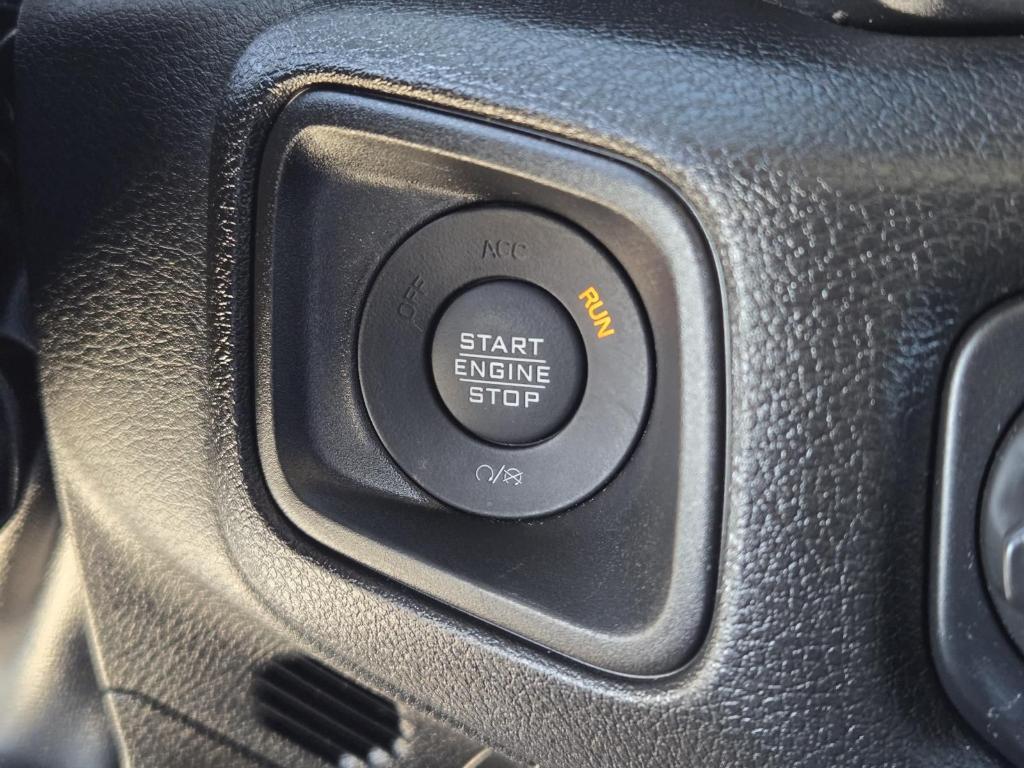 ACC
OFF
RUN
START
ENGINE
STOP